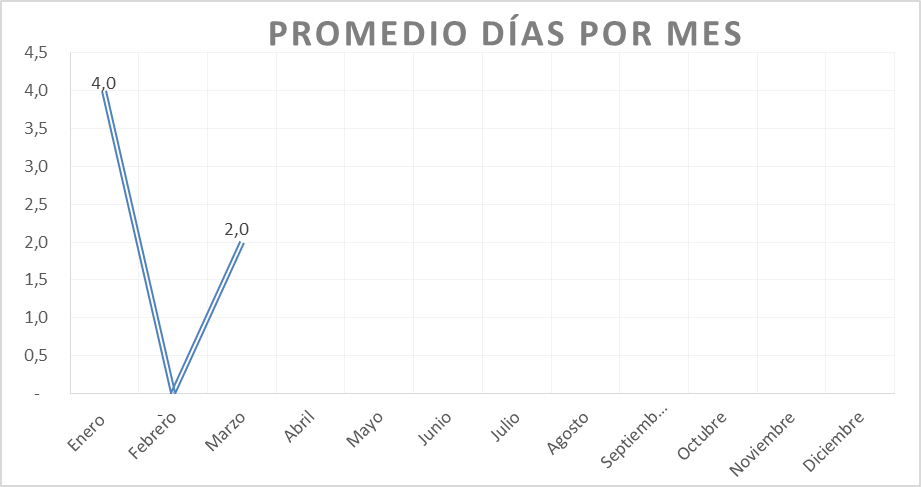 PROMEDIO DÍAS POR MES
4,5
4,0
3,5
3,0
2,5
2,0
1,5
1,0
0,5
-
4,0
-
2,0
Enero
Febrero
Marzo
Abril
Mayo
Junio
Julio
Agosto
Septiemb...
Octubre
Noviembre
Diciembre